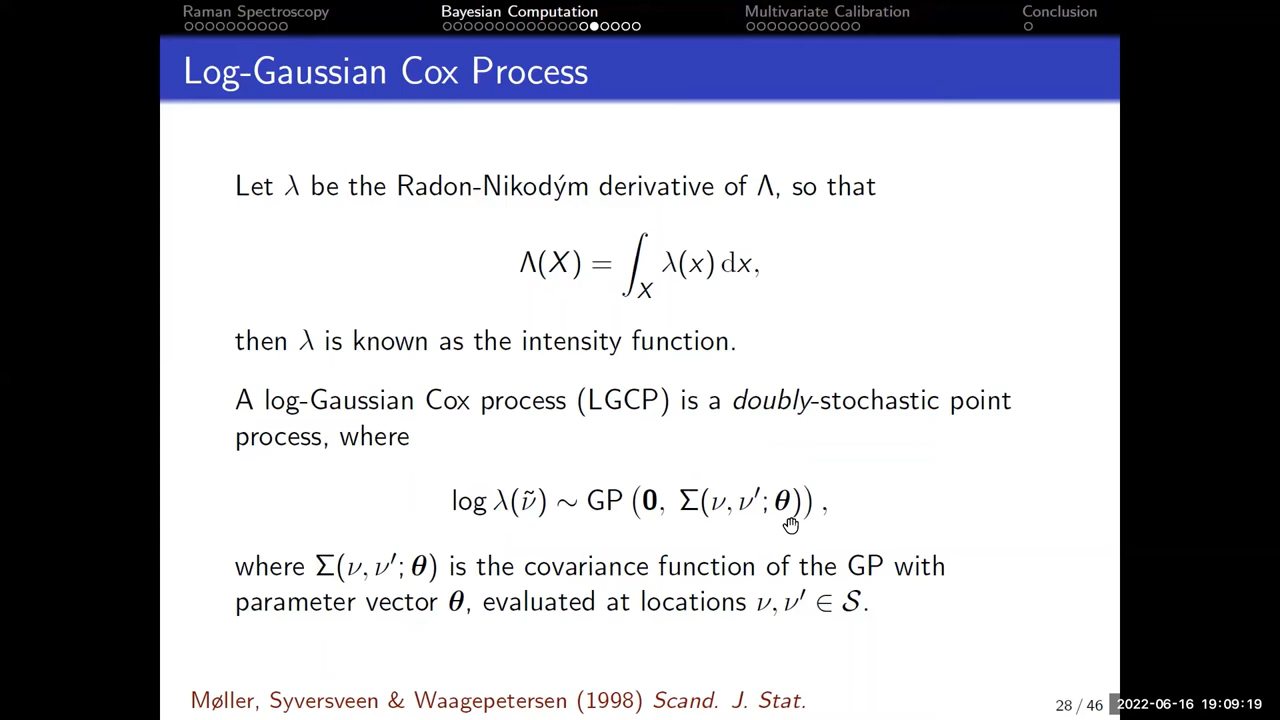 Raman Spectroscopy Bayesian Computation Multivariate Calibration Conclusion
Log-Gaussian Cox Process
Let λ be the Radon-Nikodým derivative of Λ, so that
Λ(X) = ∫_X λ(x) dx,
then λ is known as the intensity function.
A log-Gaussian Cox process (LGCP) is a doubly-stochastic point
process, where
log λ(ν̃) ∼ GP (0, Σ(ν, ν′; θ)) ,
where Σ(ν, ν′; θ) is the covariance function of the GP with
parameter vector θ, evaluated at locations ν, ν′ ∈ 𝒮.
Møller, Syversveen & Waagepetersen (1998) Scand. J. Stat.
28 / 46 2022-06-16 19:09:19